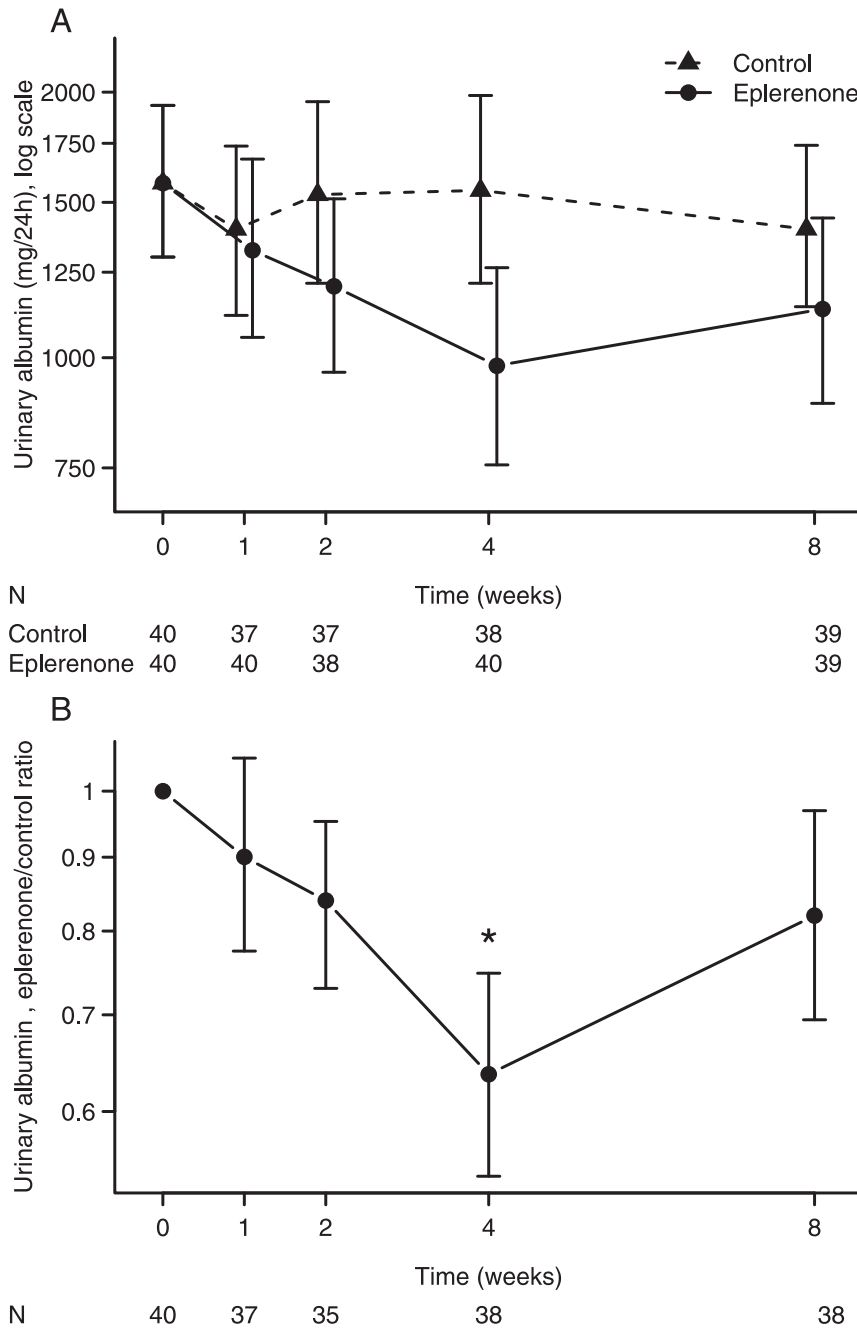 A
Urinary albumin (mg/24h), log scale
2000
1750
1500
1250
1000
750
Control
Eplerenone
0 1 2 4 8
N Time (weeks)
Control 40 37 37 38 39
Eplerenone 40 40 38 40 39
B
Urinary albumin , eplerenone/control ratio
1
0.9
0.8
0.7
0.6
*
0 1 2 4 8
Time (weeks)
N 40 37 35 38 38